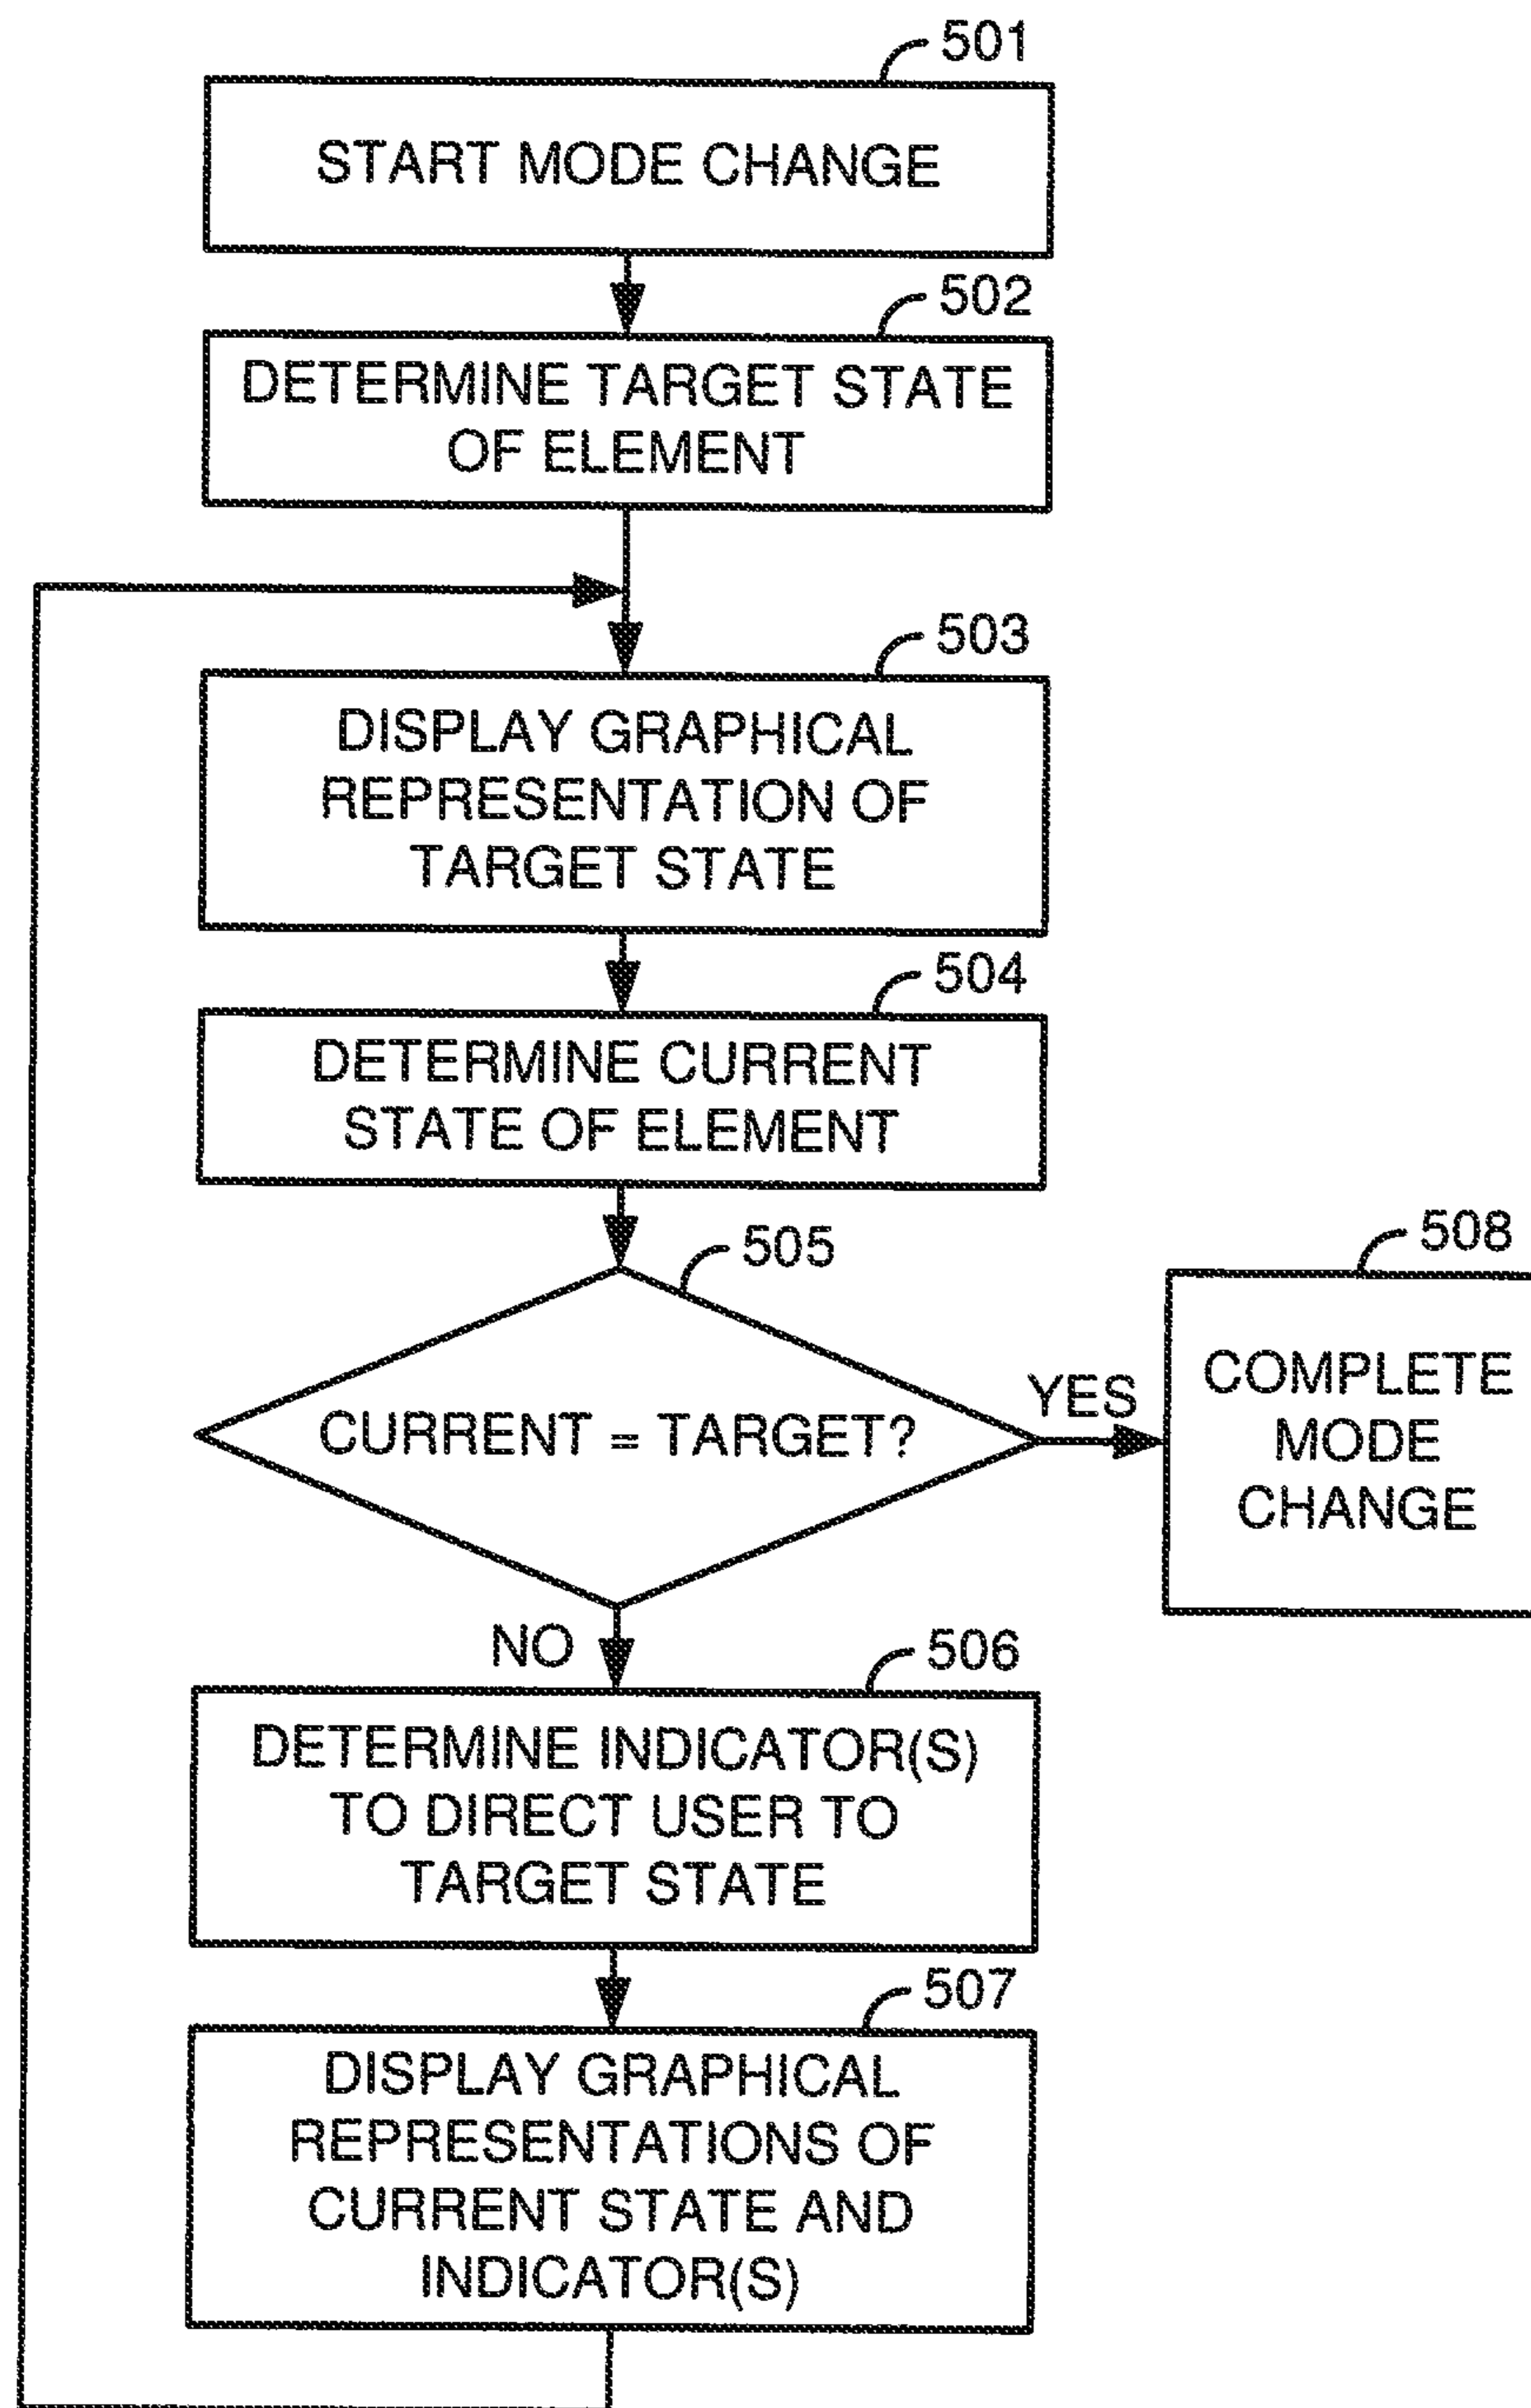 501
START MODE CHANGE
502
DETERMINE TARGET STATE
OF ELEMENT
503
DISPLAY GRAPHICAL
REPRESENTATION OF
TARGET STATE
504
DETERMINE CURRENT
STATE OF ELEMENT
505
CURRENT = TARGET?
YES
508
COMPLETE
MODE
CHANGE
NO
506
DETERMINE INDICATOR(S)
TO DIRECT USER TO
TARGET STATE
507
DISPLAY GRAPHICAL
REPRESENTATIONS OF
CURRENT STATE AND
INDICATOR(S)